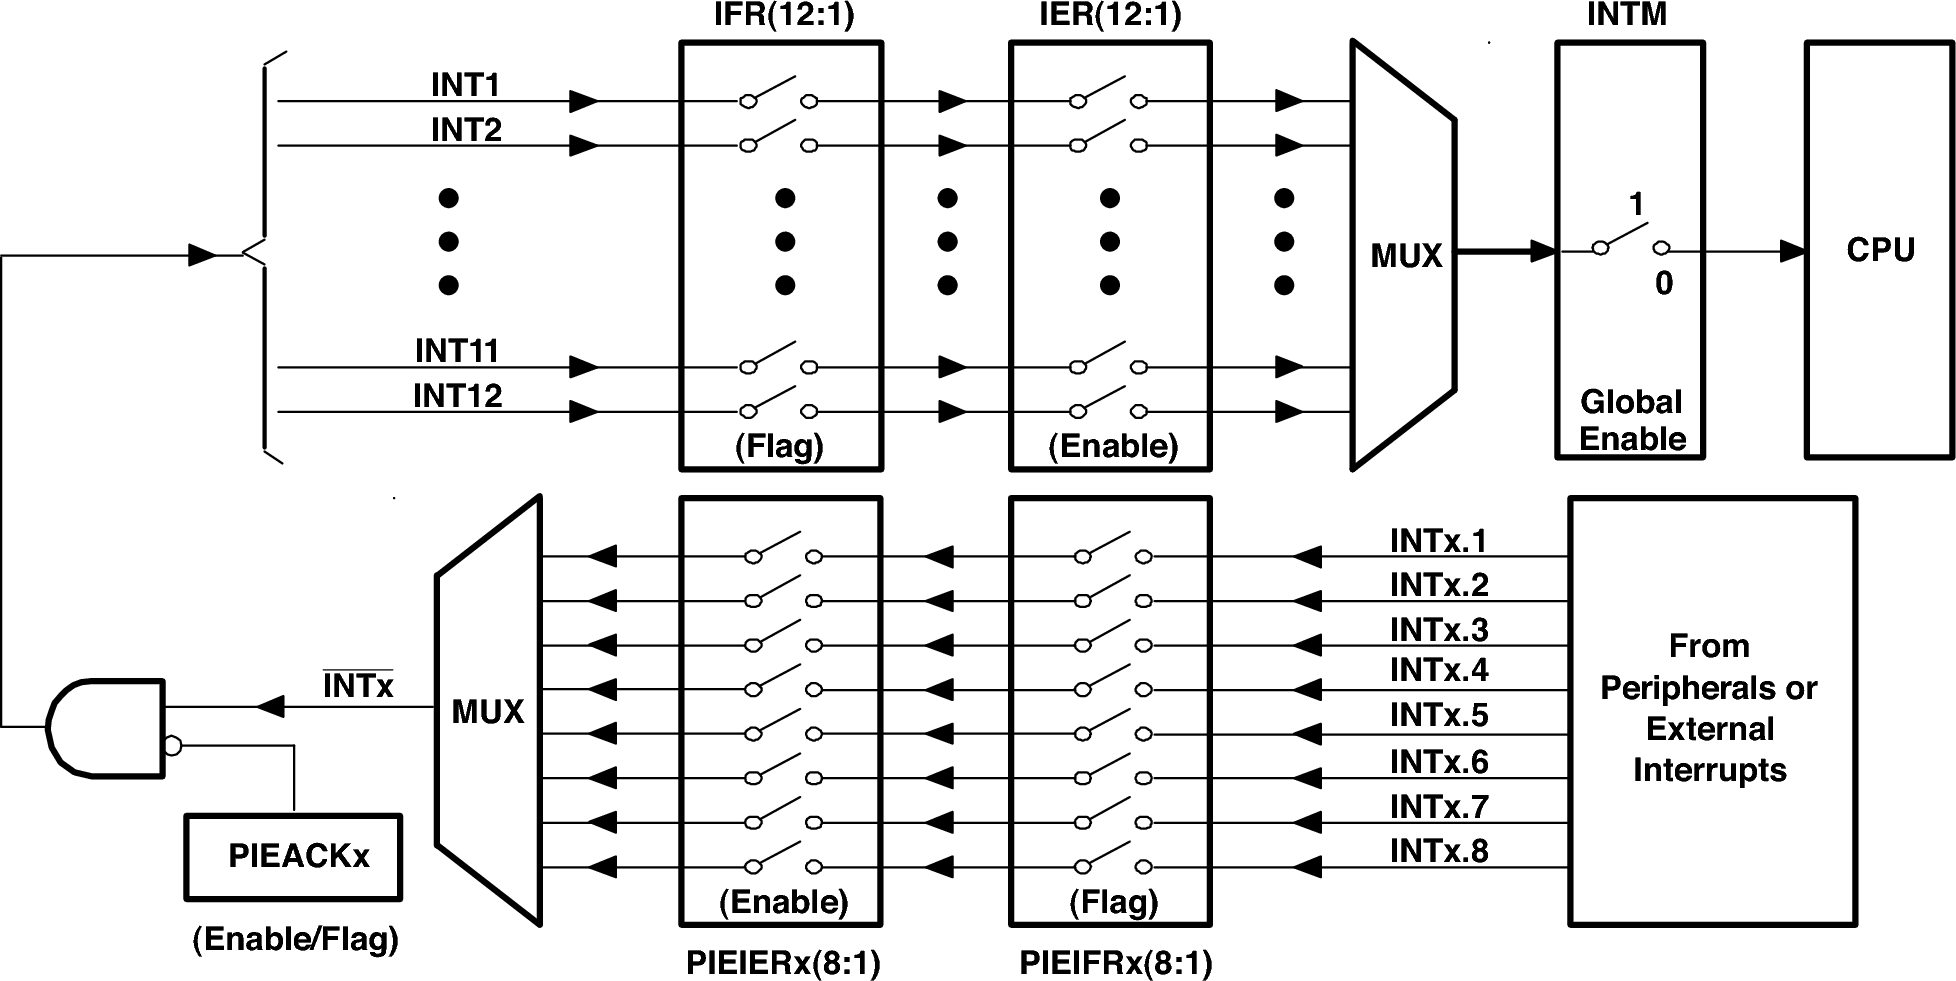 IFR(12:1)
IER(12:1)
INTM
INT1
INT2
INT11
INT12
(Flag)
(Enable)
MUX
1
0
Global
Enable
CPU
INTx
MUX
PIEACKx
(Enable/Flag)
(Enable)
PIEIERx(8:1)
(Flag)
PIEIFRx(8:1)
INTx.1
INTx.2
INTx.3
INTx.4
INTx.5
INTx.6
INTx.7
INTx.8
From
Peripherals or
External
Interrupts